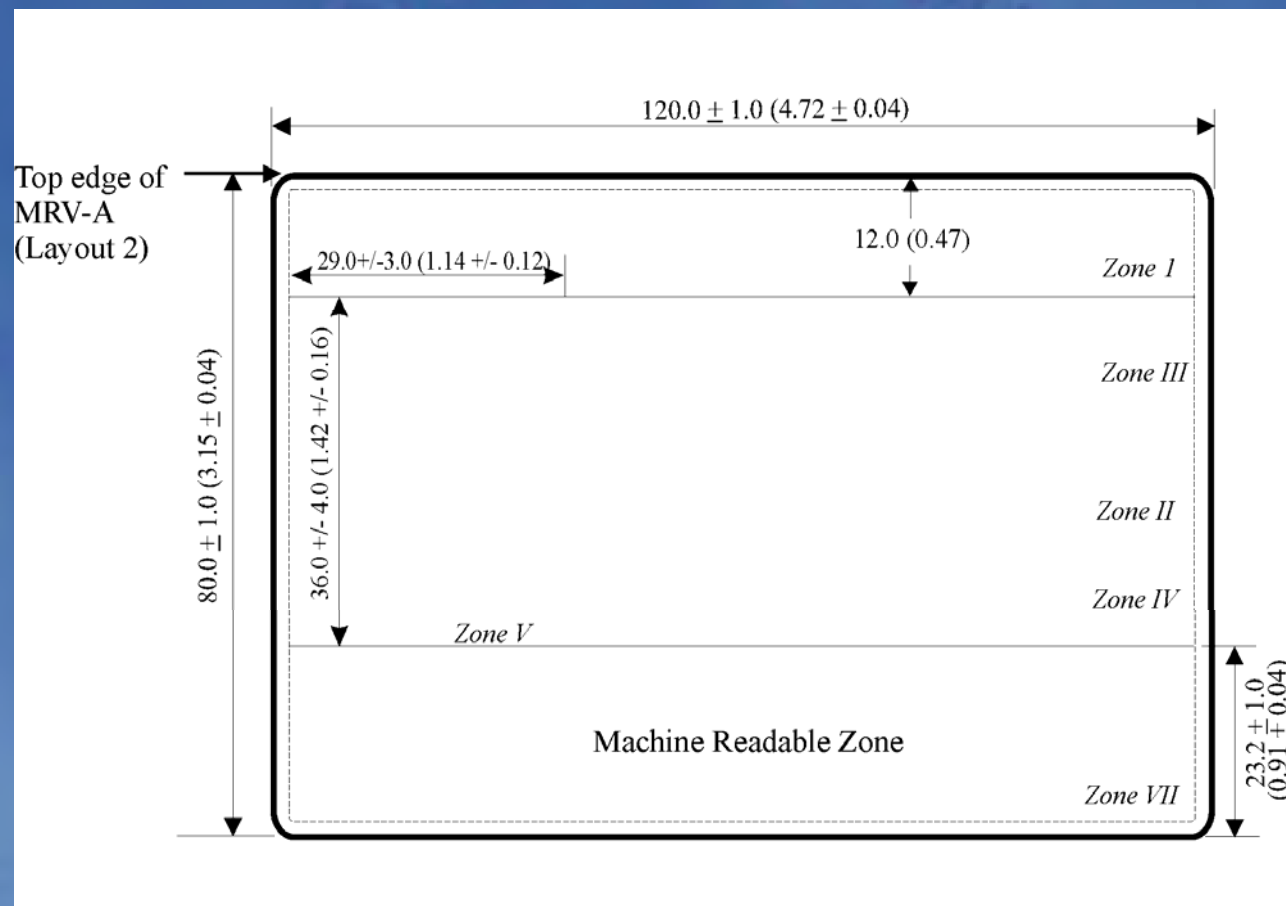 120.0 ± 1.0 (4.72 ± 0.04)
Top edge of
MRV-A
(Layout 2)
12.0 (0.47)
29.0+/-3.0 (1.14 +/- 0.12)
Zone I
80.0 ± 1.0 (3.15 ± 0.04)
36.0 +/- 4.0 (1.42 +/- 0.16)
Zone III
Zone II
Zone IV
Zone V
Machine Readable Zone
23.2 ± 1.0
(0.91 ± 0.04)
Zone VII